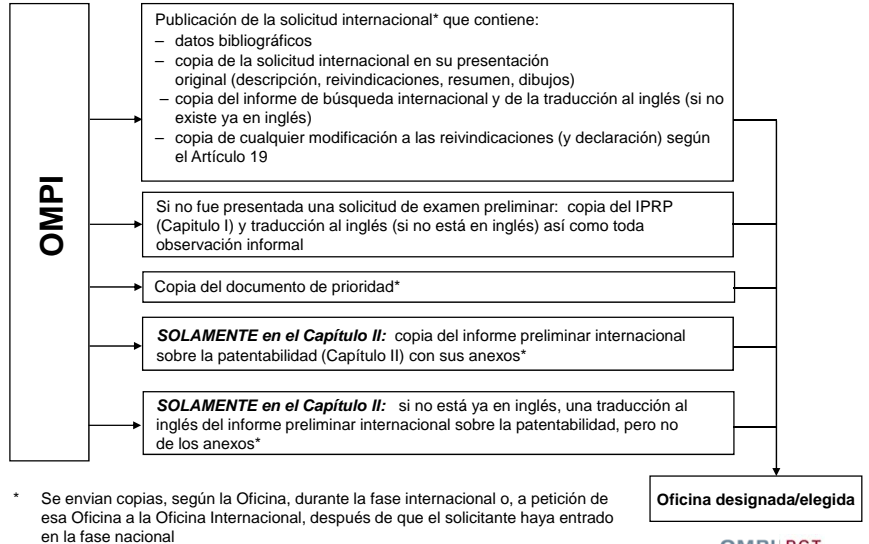 OMPI
Publicación de la solicitud internacional* que contiene:
– datos bibliográficos
– copia de la solicitud internacional en su presentación
original (descripción, reivindicaciones, resumen, dibujos)
– copia del informe de búsqueda internacional y de la traducción al inglés (si no
existe ya en inglés)
– copia de cualquier modificación a las reivindicaciones (y declaración) según
el Artículo 19
Si no fue presentada una solicitud de examen preliminar: copia del IPRP
(Capitulo I) y traducción al inglés (si no está en inglés) así como toda
observación informal
Copia del documento de prioridad*
SOLAMENTE en el Capítulo II: copia del informe preliminar internacional
sobre la patentabilidad (Capítulo II) con sus anexos*
SOLAMENTE en el Capítulo II: si no está ya en inglés, una traducción al
inglés del informe preliminar internacional sobre la patentabilidad, pero no
de los anexos*
Oficina designada/elegida
* Se envian copias, según la Oficina, durante la fase internacional o, a petición de
esa Oficina a la Oficina Internacional, después de que el solicitante haya entrado
en la fase nacional
OMPI PCT